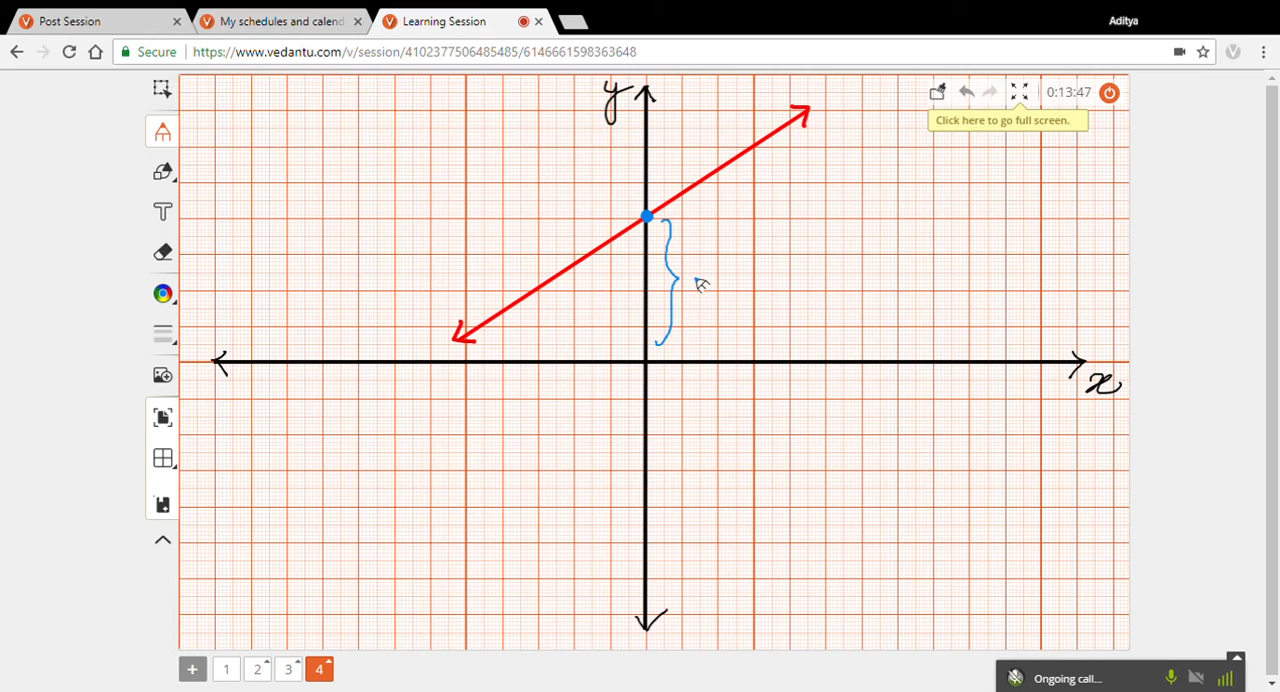 Aditya
Post Session
My schedules and calend
Learning Session
Secure
https://www.vedantu.com/v/session/4102377506485485/6146661598363648
y
0:13:47
Click here to go full screen.
T
x
+ 1 2 3 4
Ongoing call...